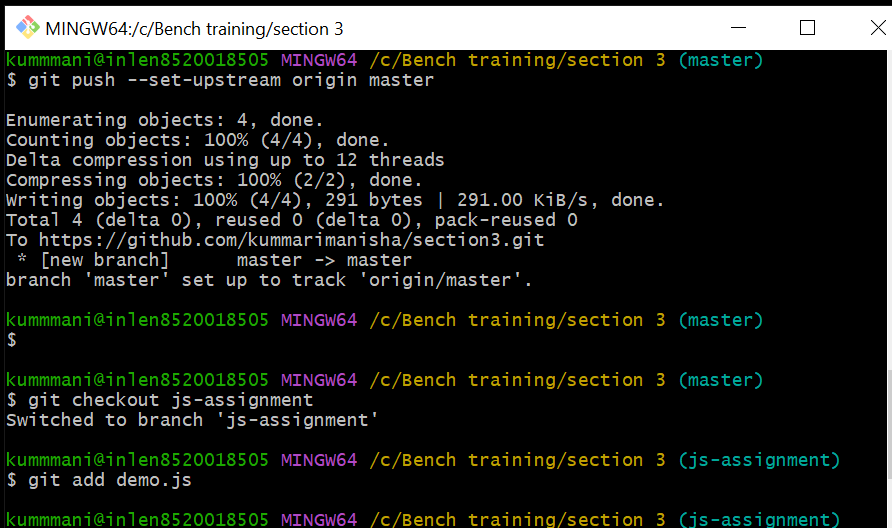 MINGW64:/c/Bench training/section 3
kummmani@inlen8520018505 MINGW64 /c/Bench training/section 3 (master)
$ git push --set-upstream origin master
Enumerating objects: 4, done.
Counting objects: 100% (4/4), done.
Delta compression using up to 12 threads
Compressing objects: 100% (2/2), done.
Writing objects: 100% (4/4), 291 bytes | 291.00 KiB/s, done.
Total 4 (delta 0), reused 0 (delta 0), pack-reused 0
To https://github.com/kummarimanisha/section3.git
 * [new branch]      master -> master
branch 'master' set up to track 'origin/master'.
kummmani@inlen8520018505 MINGW64 /c/Bench training/section 3 (master)
$
kummmani@inlen8520018505 MINGW64 /c/Bench training/section 3 (master)
$ git checkout js-assignment
Switched to branch 'js-assignment'
kummmani@inlen8520018505 MINGW64 /c/Bench training/section 3 (js-assignment)
$ git add demo.js
kummmani@inlen8520018505 MINGW64 /c/Bench training/section 3 (js-assignment)